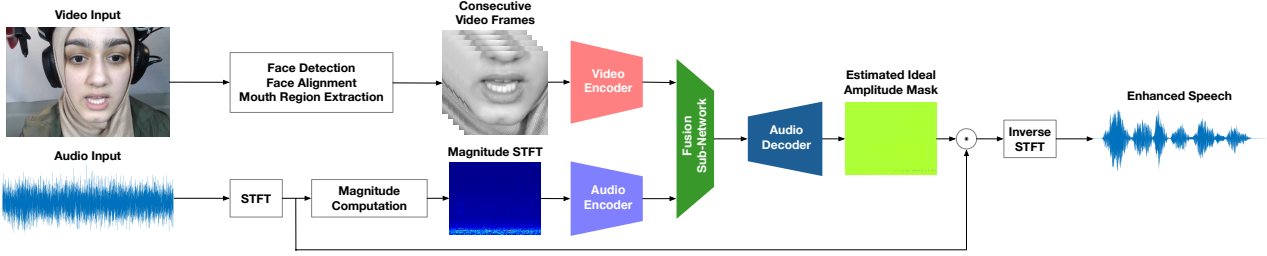 Video Input
Face Detection
Face Alignment
Mouth Region Extraction
Consecutive
Video Frames
Video
Encoder
Audio Input
STFT
Magnitude
Computation
Magnitude STFT
Audio
Encoder
Fusion
Sub-Network
Audio
Decoder
Estimated Ideal
Amplitude Mask
Inverse
STFT
Enhanced Speech